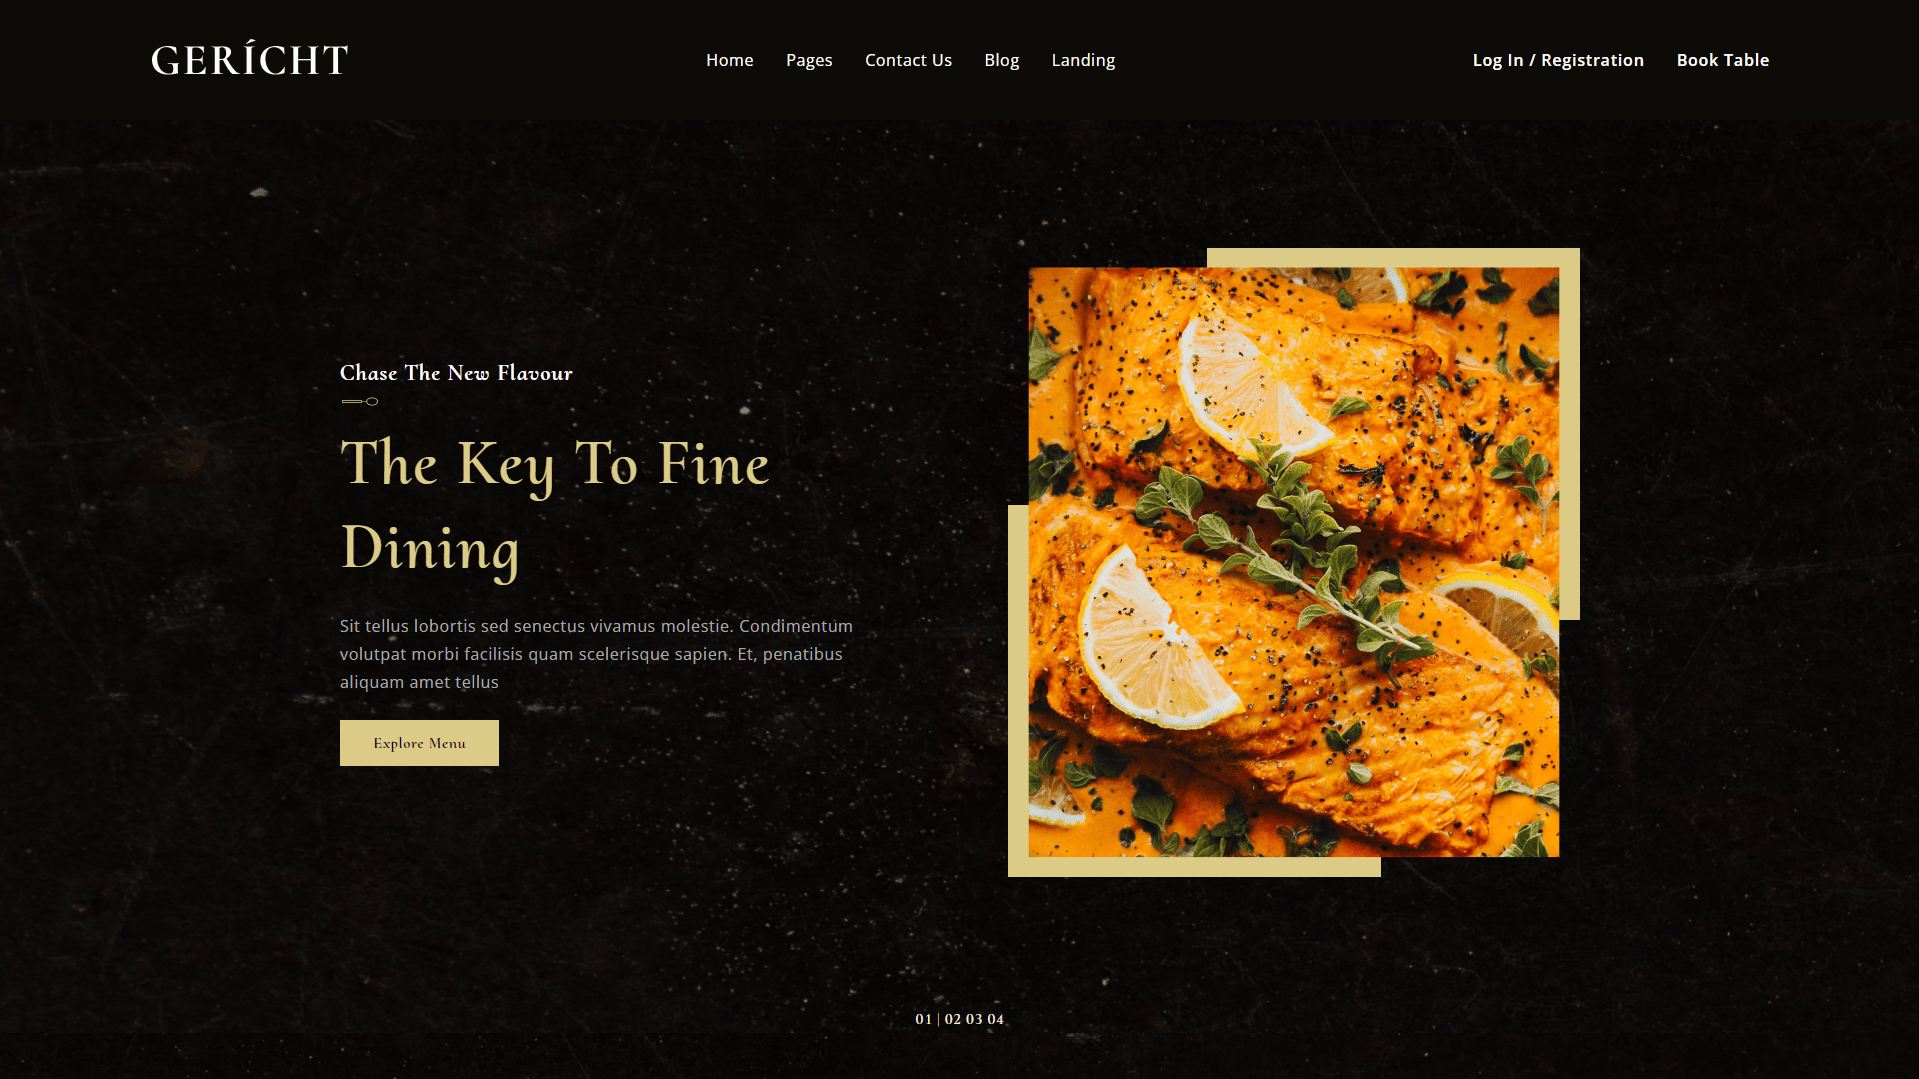 GERÍCHT
Home Pages Contact Us Blog Landing
Log In / Registration Book Table
Chase The New Flavour
The Key To Fine
Dining
Sit tellus lobortis sed senectus vivamus molestie. Condimentum
volutpat morbi facilisis quam scelerisque sapien. Et, penatibus
aliquam amet tellus
Explore Menu
01 | 02 03 04